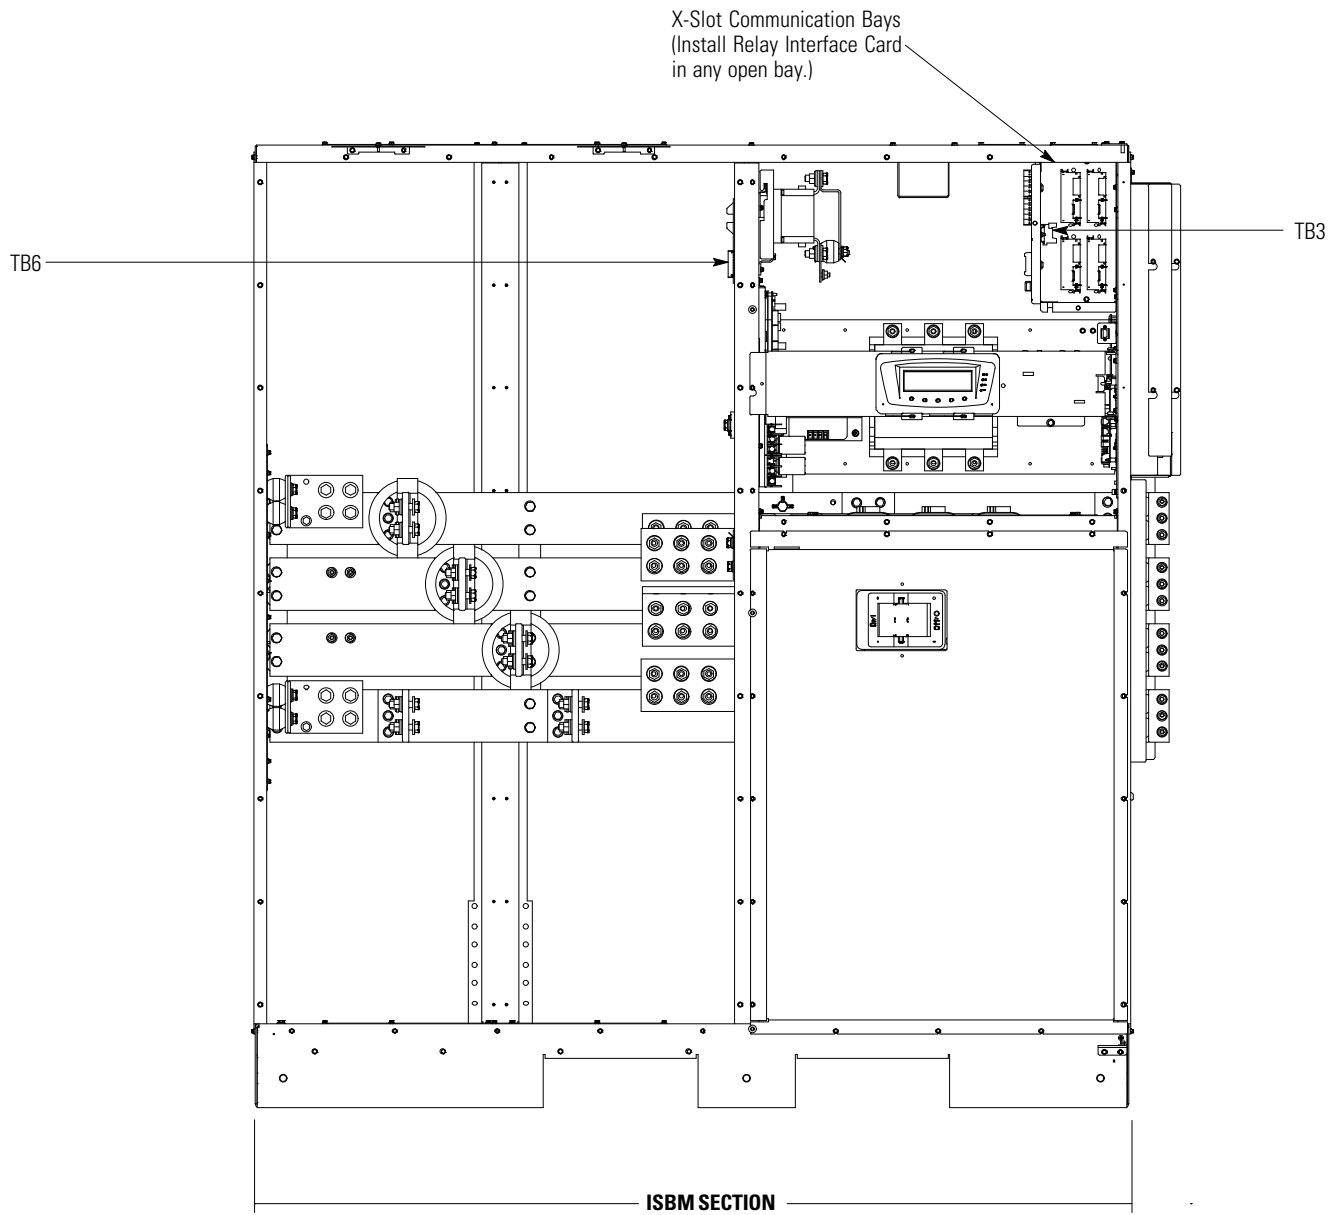 X-Slot Communication Bays
(Install Relay Interface Card
in any open bay.)
TB3
TB6
ISBM SECTION